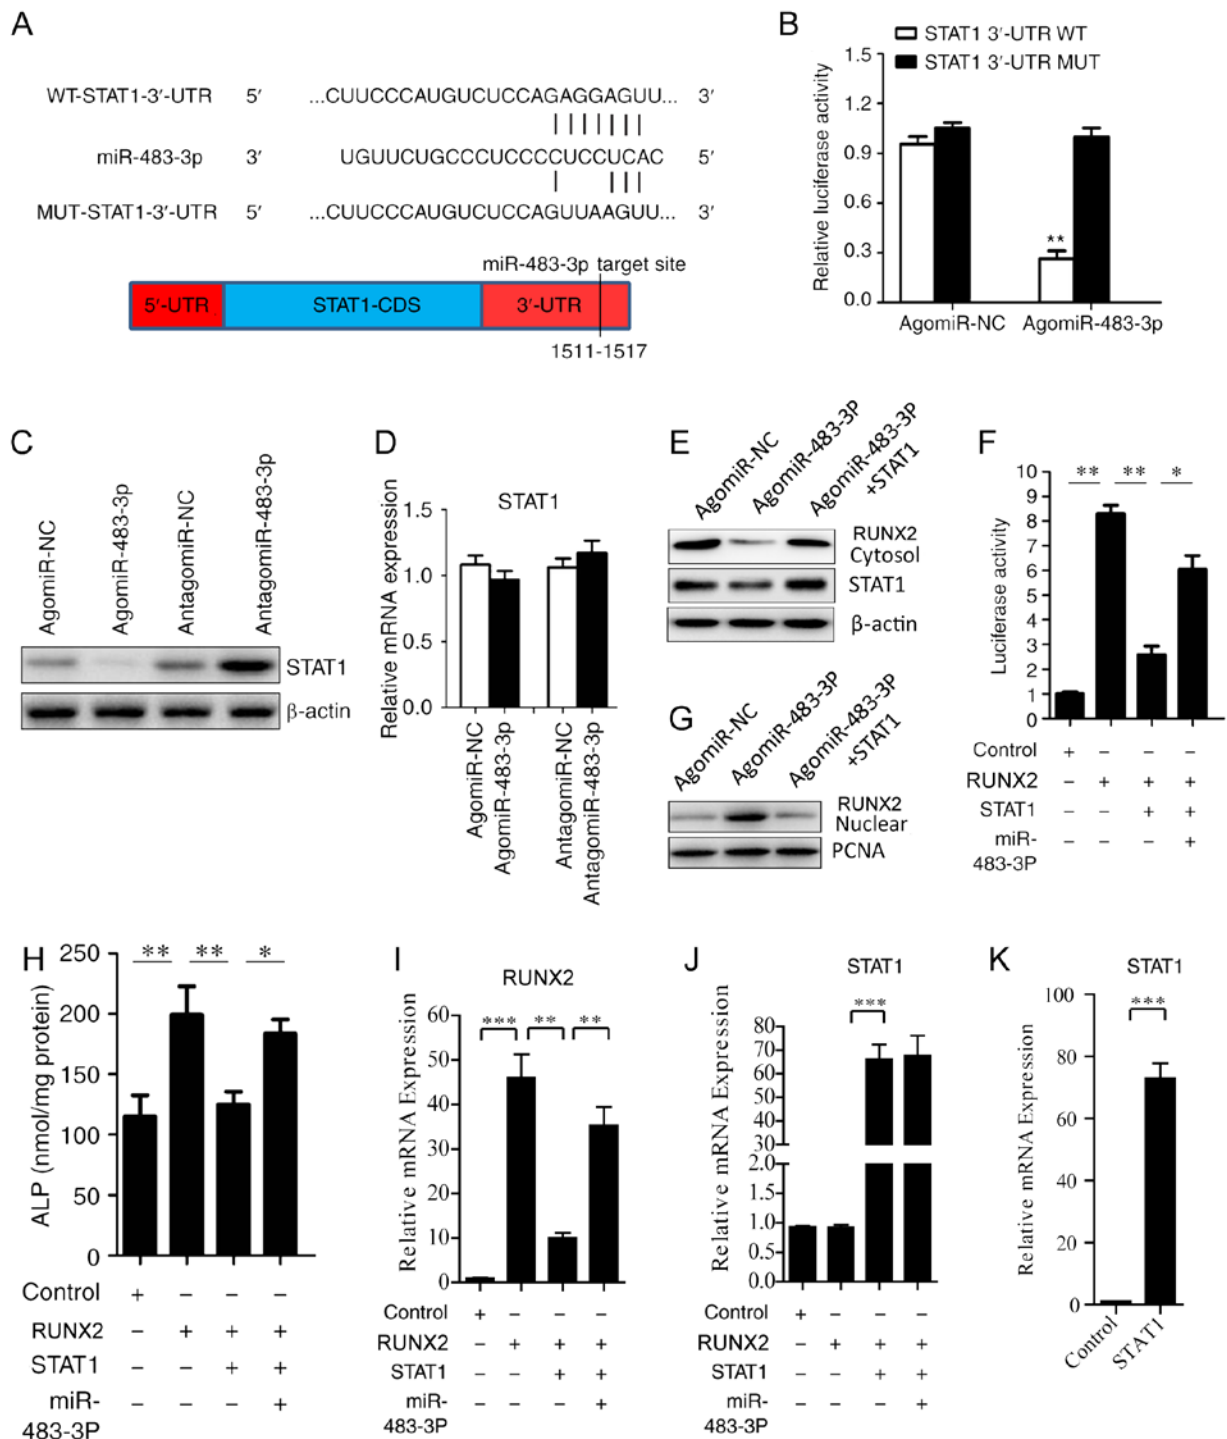 A
WT-STAT1-3′-UTR 5′ ...CUUCCCAUGUCUCCAGAGGAGUU... 3′
miR-483-3p 3′ UGUUCUGCCCUCCCCUCCUCAC 5′
MUT-STAT1-3′-UTR 5′ ...CUUCCCAUGUCUCCAGUUAAGUU... 3′
miR-483-3p target site
5′-UTR STAT1-CDS 3′-UTR
1511-1517
B
STAT1 3′-UTR WT
STAT1 3′-UTR MUT
Relative luciferase activity
1.5
1.2
0.9
0.6
0.3
0.0
**
AgomiR-NC AgomiR-483-3p
C
AgomiR-NC
AgomiR-483-3p
AntagomiR-NC
AntagomiR-483-3p
STAT1
β-actin
D
STAT1
Relative mRNA expression
1.5
1.0
0.5
0.0
AgomiR-NC
AgomiR-483-3p
AntagomiR-NC
AntagomiR-483-3p
E
AgomiR-NC
AgomiR-483-3P
AgomiR-483-3P
+STAT1
RUNX2
Cytosol
STAT1
β-actin
F
Luciferase activity
10
9
8
7
6
5
4
3
2
1
0
** ** *
Control + – – –
RUNX2 – + + +
STAT1 – – + +
miR-
483-3P – – – +
G
AgomiR-NC
AgomiR-483-3P
AgomiR-483-3P
+STAT1
RUNX2
Nuclear
PCNA
H
ALP (nmol/mg protein)
250
200
150
100
50
0
** ** *
Control + – – –
RUNX2 – + + +
STAT1 – – + +
miR-
483-3P – – – +
I
RUNX2
Relative mRNA Expression
60
50
40
30
20
10
0
*** ** **
Control + – – –
RUNX2 – + + +
STAT1 – – + +
miR-
483-3P – – – +
J
STAT1
Relative mRNA Expression
80
70
60
50
40
30
2.0
1.5
1.0
0.5
0.0
***
Control + – – –
RUNX2 – + + +
STAT1 – – + +
miR-
483-3P – – – +
K
STAT1
Relative mRNA Expression
100
80
60
40
20
0
***
Control
STAT1